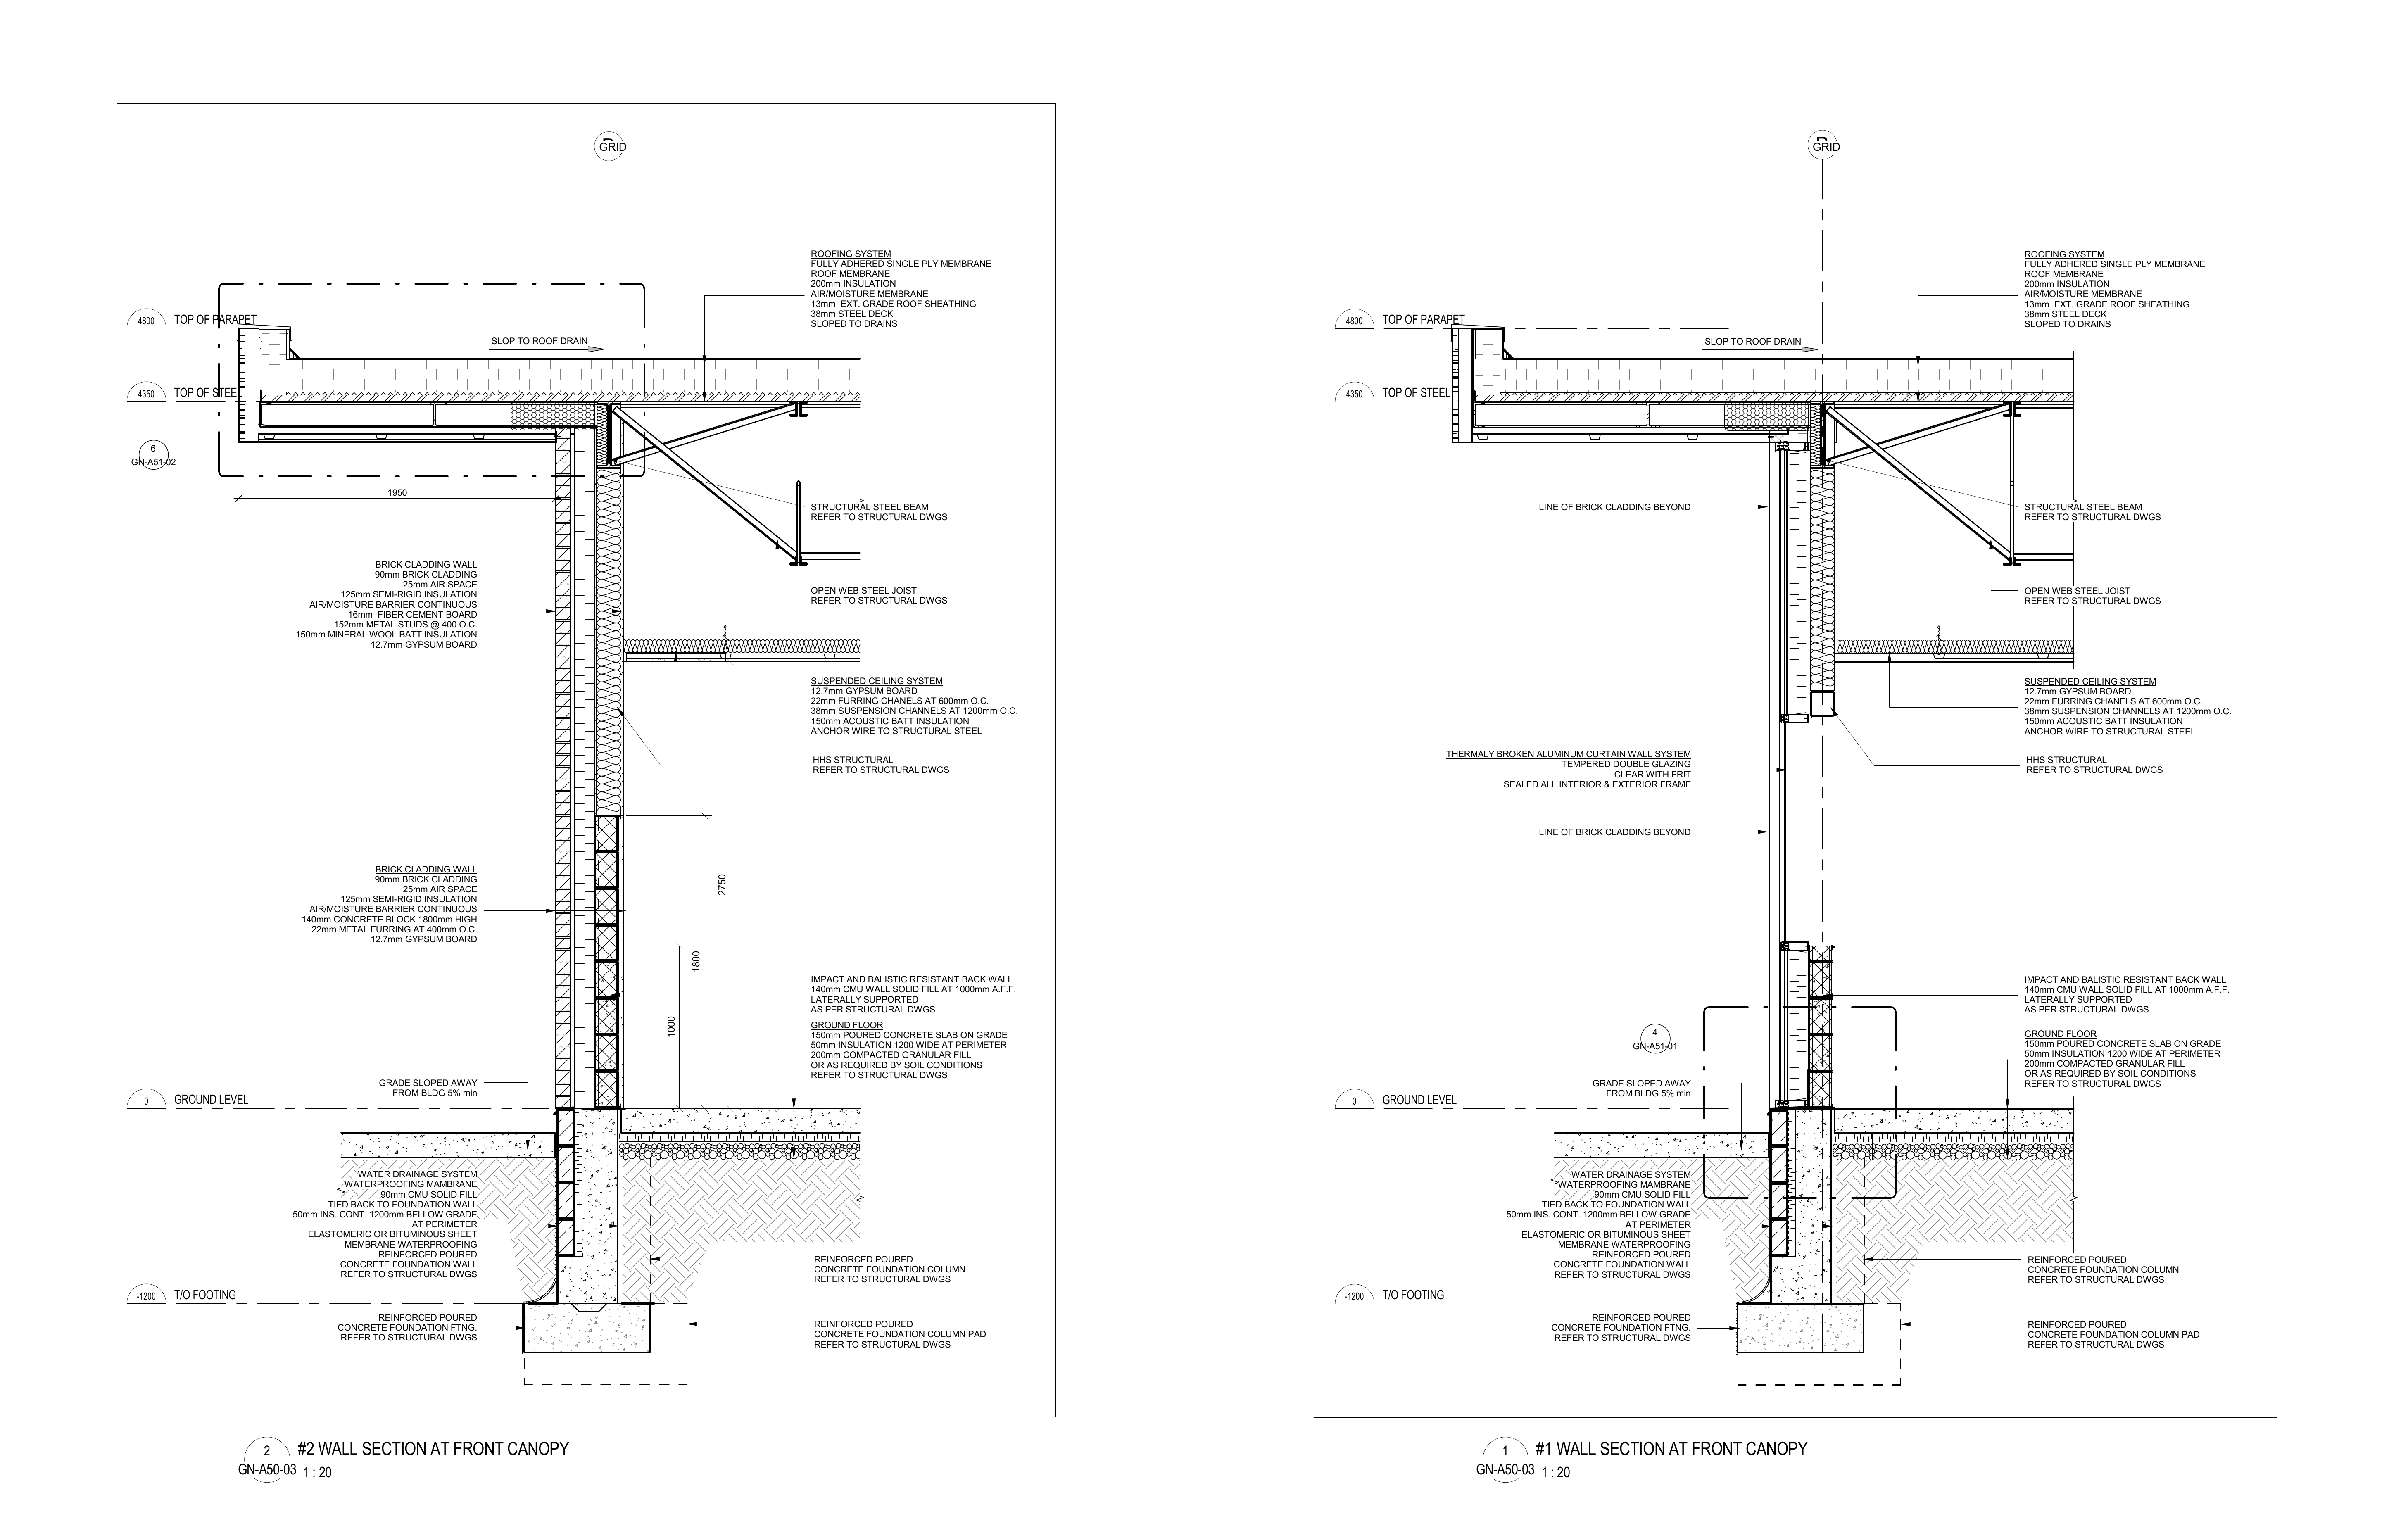 GRID
ROOFING SYSTEM
FULLY ADHERED SINGLE PLY MEMBRANE
ROOF MEMBRANE
200mm INSULATION
AIR/MOISTURE MEMBRANE
13mm EXT. GRADE ROOF SHEATHING
38mm STEEL DECK
SLOPED TO DRAINS
4800 TOP OF PARAPET
SLOP TO ROOF DRAIN
4350 TOP OF STEEL
6
GN-A51-02
1950
STRUCTURAL STEEL BEAM
REFER TO STRUCTURAL DWGS
BRICK CLADDING WALL
90mm BRICK CLADDING
25mm AIR SPACE
125mm SEMI-RIGID INSULATION
AIR/MOISTURE BARRIER CONTINUOUS
16mm FIBER CEMENT BOARD
152mm METAL STUDS @ 400 O.C.
150mm MINERAL WOOL BATT INSULATION
12.7mm GYPSUM BOARD
OPEN WEB STEEL JOIST
REFER TO STRUCTURAL DWGS
SUSPENDED CEILING SYSTEM
12.7mm GYPSUM BOARD
22mm FURRING CHANELS AT 600mm O.C.
38mm SUSPENSION CHANNELS AT 1200mm O.C.
150mm ACOUSTIC BATT INSULATION
ANCHOR WIRE TO STRUCTURAL STEEL
HHS STRUCTURAL
REFER TO STRUCTURAL DWGS
2750
1800
1000
BRICK CLADDING WALL
90mm BRICK CLADDING
25mm AIR SPACE
125mm SEMI-RIGID INSULATION
AIR/MOISTURE BARRIER CONTINUOUS
140mm CONCRETE BLOCK 1800mm HIGH
22mm METAL FURRING AT 400mm O.C.
12.7mm GYPSUM BOARD
IMPACT AND BALISTIC RESISTANT BACK WALL
140mm CMU WALL SOLID FILL AT 1000mm A.F.F.
LATERALLY SUPPORTED
AS PER STRUCTURAL DWGS
GROUND FLOOR
150mm POURED CONCRETE SLAB ON GRADE
50mm INSULATION 1200 WIDE AT PERIMETER
200mm COMPACTED GRANULAR FILL
OR AS REQUIRED BY SOIL CONDITIONS
REFER TO STRUCTURAL DWGS
GRADE SLOPED AWAY
FROM BLDG 5% min
0 GROUND LEVEL
WATER DRAINAGE SYSTEM
WATERPROOFING MAMBRANE
90mm CMU SOLID FILL
TIED BACK TO FOUNDATION WALL
50mm INS. CONT. 1200mm BELLOW GRADE
AT PERIMETER
ELASTOMERIC OR BITUMINOUS SHEET
MEMBRANE WATERPROOFING
REINFORCED POURED
CONCRETE FOUNDATION WALL
REFER TO STRUCTURAL DWGS
REINFORCED POURED
CONCRETE FOUNDATION COLUMN
REFER TO STRUCTURAL DWGS
-1200 T/O FOOTING
REINFORCED POURED
CONCRETE FOUNDATION FTNG.
REFER TO STRUCTURAL DWGS
REINFORCED POURED
CONCRETE FOUNDATION COLUMN PAD
REFER TO STRUCTURAL DWGS
2 #2 WALL SECTION AT FRONT CANOPY
GN-A50-03 1 : 20
GRID
ROOFING SYSTEM
FULLY ADHERED SINGLE PLY MEMBRANE
ROOF MEMBRANE
200mm INSULATION
AIR/MOISTURE MEMBRANE
13mm EXT. GRADE ROOF SHEATHING
38mm STEEL DECK
SLOPED TO DRAINS
4800 TOP OF PARAPET
SLOP TO ROOF DRAIN
4350 TOP OF STEEL
LINE OF BRICK CLADDING BEYOND
STRUCTURAL STEEL BEAM
REFER TO STRUCTURAL DWGS
OPEN WEB STEEL JOIST
REFER TO STRUCTURAL DWGS
SUSPENDED CEILING SYSTEM
12.7mm GYPSUM BOARD
22mm FURRING CHANELS AT 600mm O.C.
38mm SUSPENSION CHANNELS AT 1200mm O.C.
150mm ACOUSTIC BATT INSULATION
ANCHOR WIRE TO STRUCTURAL STEEL
THERMALY BROKEN ALUMINUM CURTAIN WALL SYSTEM
TEMPERED DOUBLE GLAZING
CLEAR WITH FRIT
SEALED ALL INTERIOR & EXTERIOR FRAME
HHS STRUCTURAL
REFER TO STRUCTURAL DWGS
LINE OF BRICK CLADDING BEYOND
IMPACT AND BALISTIC RESISTANT BACK WALL
140mm CMU WALL SOLID FILL AT 1000mm A.F.F.
LATERALLY SUPPORTED
AS PER STRUCTURAL DWGS
4
GN-A51-01
GROUND FLOOR
150mm POURED CONCRETE SLAB ON GRADE
50mm INSULATION 1200 WIDE AT PERIMETER
200mm COMPACTED GRANULAR FILL
OR AS REQUIRED BY SOIL CONDITIONS
REFER TO STRUCTURAL DWGS
GRADE SLOPED AWAY
FROM BLDG 5% min
0 GROUND LEVEL
WATER DRAINAGE SYSTEM
WATERPROOFING MAMBRANE
90mm CMU SOLID FILL
TIED BACK TO FOUNDATION WALL
50mm INS. CONT. 1200mm BELLOW GRADE
AT PERIMETER
ELASTOMERIC OR BITUMINOUS SHEET
MEMBRANE WATERPROOFING
REINFORCED POURED
CONCRETE FOUNDATION WALL
REFER TO STRUCTURAL DWGS
REINFORCED POURED
CONCRETE FOUNDATION COLUMN
REFER TO STRUCTURAL DWGS
-1200 T/O FOOTING
REINFORCED POURED
CONCRETE FOUNDATION FTNG.
REFER TO STRUCTURAL DWGS
REINFORCED POURED
CONCRETE FOUNDATION COLUMN PAD
REFER TO STRUCTURAL DWGS
1 #1 WALL SECTION AT FRONT CANOPY
GN-A50-03 1 : 20